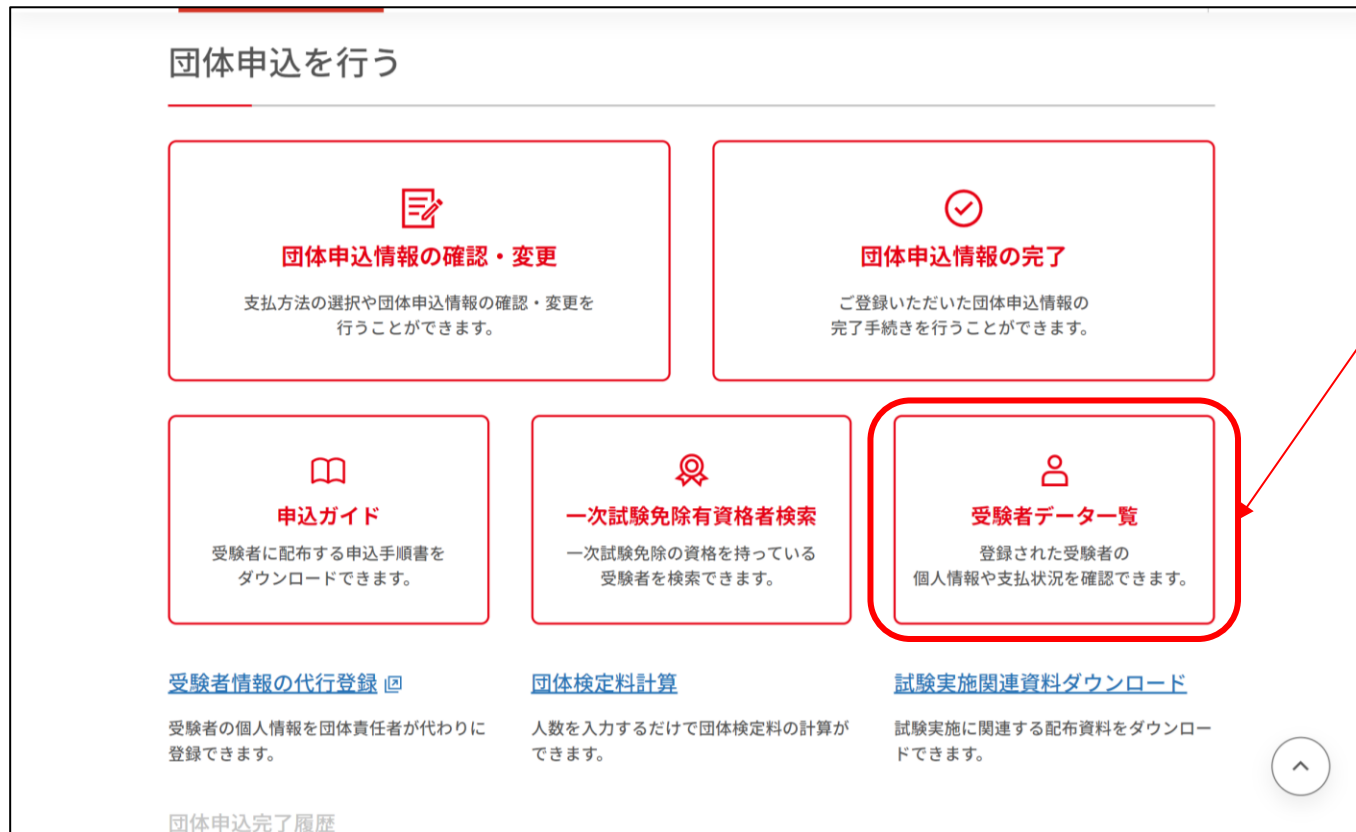 団体申込を行う
団体申込情報の確認・変更
支払方法の選択や団体申込情報の確認・変更を
行うことができます。
団体申込情報の完了
ご登録いただいた団体申込情報の
完了手続きを行うことができます。
申込ガイド
受験者に配布する申込手順書を
ダウンロードできます。
一次試験免除有資格者検索
一次試験免除の資格を持っている
受験者を検索できます。
受験者データ一覧
登録された受験者の
個人情報や支払状況を確認できます。
受験者情報の代行登録
受験者の個人情報を団体責任者が代わりに
登録できます。
団体検定料計算
人数を入力するだけで団体検定料の計算が
できます。
試験実施関連資料ダウンロード
試験実施に関連する配布資料をダウンロー
ドできます。
団体申込完了履歴